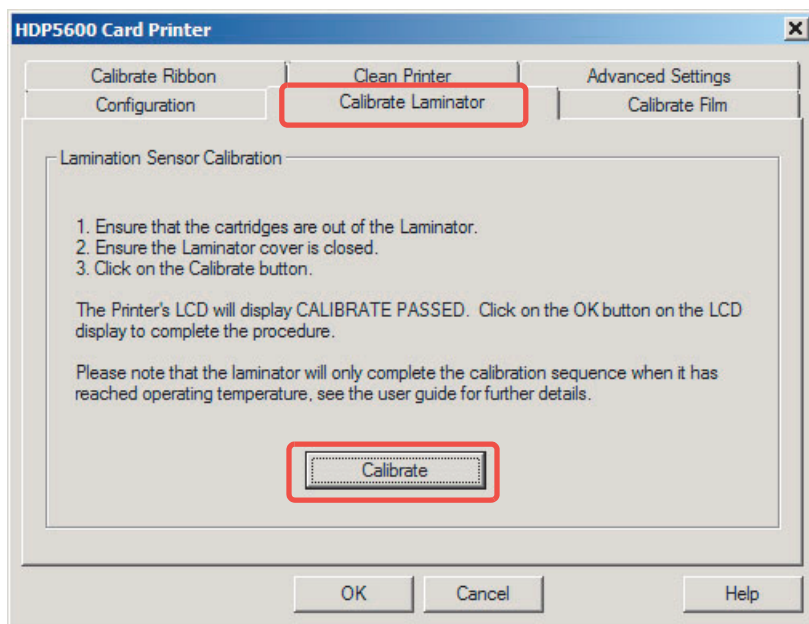 HDP5600 Card Printer
Calibrate Ribbon
Clean Printer
Advanced Settings
Configuration
Calibrate Laminator
Calibrate Film
Lamination Sensor Calibration
1. Ensure that the cartridges are out of the Laminator.
2. Ensure the Laminator cover is closed.
3. Click on the Calibrate button.
The Printer's LCD will display CALIBRATE PASSED. Click on the OK button on the LCD
display to complete the procedure.
Please note that the laminator will only complete the calibration sequence when it has
reached operating temperature, see the user guide for further details.
Calibrate
OK
Cancel
Help